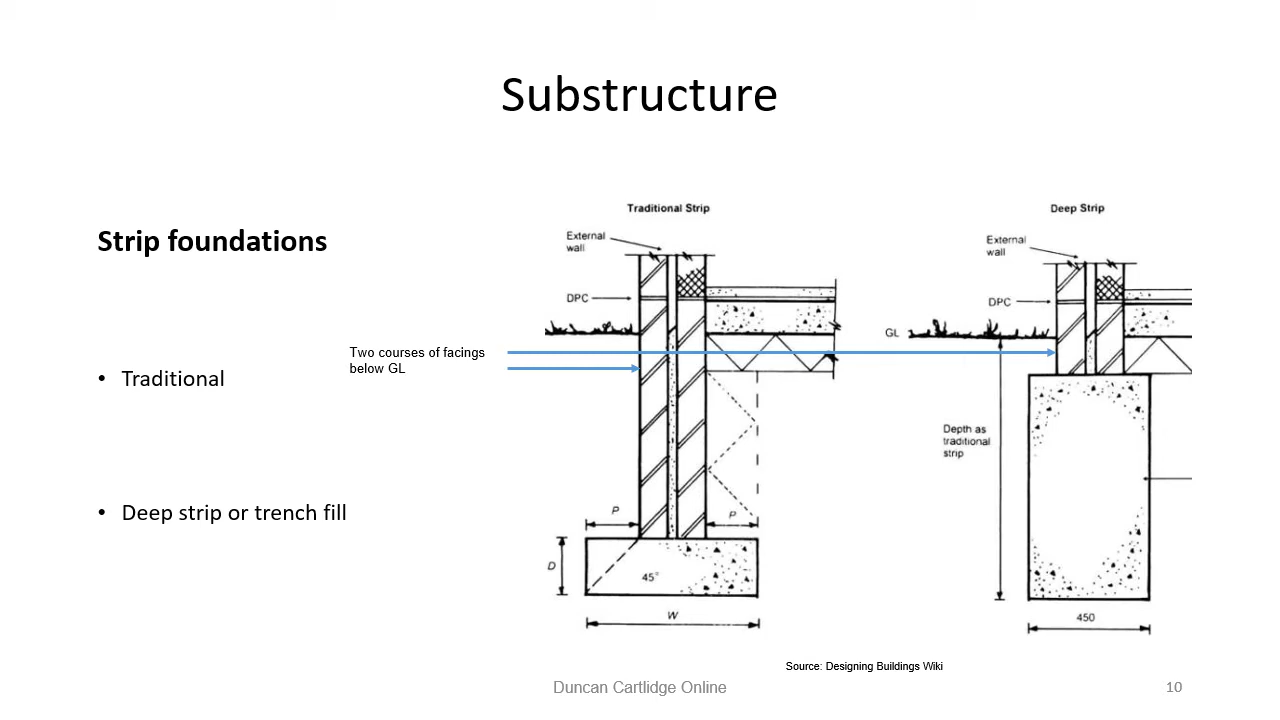 Substructure
Strip foundations
• Traditional
• Deep strip or trench fill
Two courses of facings
below GL
Traditional Strip
External
wall
DPC
P
P
D
45°
W
Deep Strip
External
wall
DPC
GL
Depth as
traditional
strip
450
Source: Designing Buildings Wiki
Duncan Cartlidge Online
10